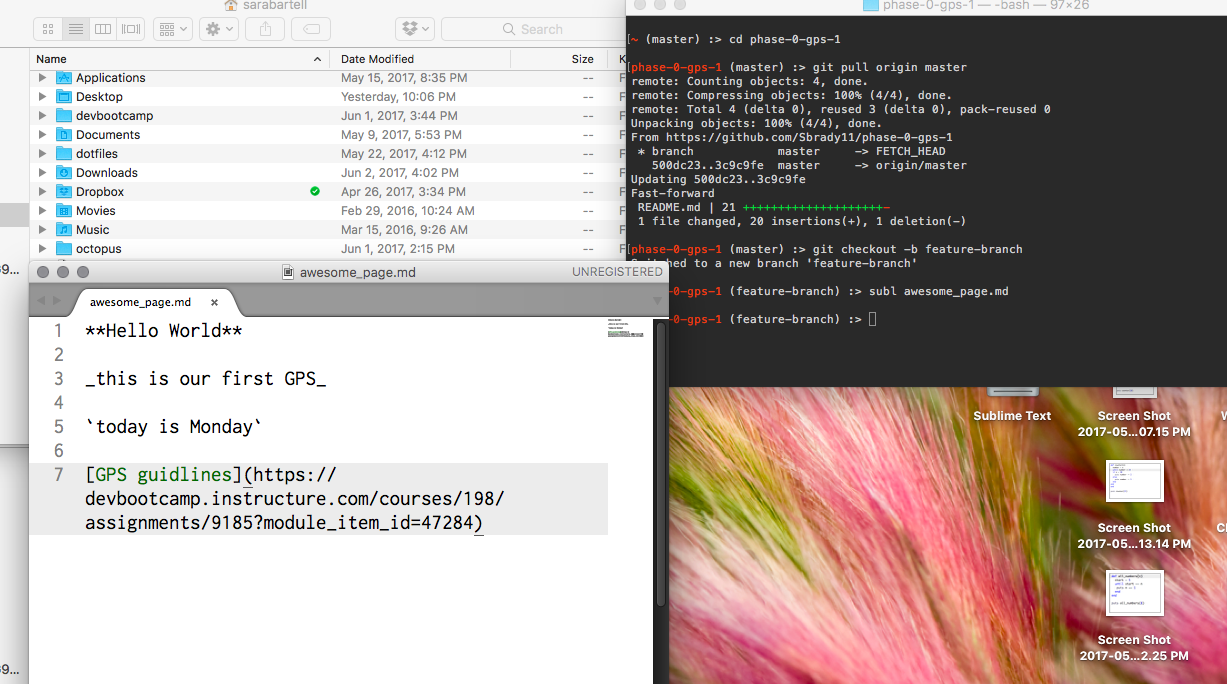 sarabartell
Search
Name Date Modified Size K
Applications May 15, 2017, 8:35 PM -- F
Desktop Yesterday, 10:06 PM -- F
devbootcamp Jun 1, 2017, 3:44 PM -- F
Documents May 9, 2017, 5:53 PM -- F
dotfiles May 22, 2017, 4:12 PM -- F
Downloads Jun 2, 2017, 4:02 PM -- F
Dropbox Apr 26, 2017, 3:34 PM -- F
Movies Feb 29, 2016, 10:24 AM -- F
Music Mar 15, 2016, 9:26 AM -- F
octopus Jun 1, 2017, 2:15 PM -- F
69...
69...
awesome_page.md UNREGISTERED
awesome_page.md ×
1 **Hello World**
2
3 _this is our first GPS_
4
5 `today is Monday`
6
7 [GPS guidlines](https://
devbootcamp.instructure.com/courses/198/
assignments/9185?module_item_id=47284)
phase-0-gps-1 — -bash — 97×26
[~ (master) :> cd phase-0-gps-1
[phase-0-gps-1 (master) :> git pull origin master
remote: Counting objects: 4, done.
remote: Compressing objects: 100% (4/4), done.
remote: Total 4 (delta 0), reused 3 (delta 0), pack-reused 0
Unpacking objects: 100% (4/4), done.
From https://github.com/Sbrady11/phase-0-gps-1
* branch master -> FETCH_HEAD
500dc23..3c9c9fe master -> origin/master
Updating 500dc23..3c9c9fe
Fast-forward
README.md | 21 ++++++++++++++++++++-
1 file changed, 20 insertions(+), 1 deletion(-)
[phase-0-gps-1 (master) :> git checkout -b feature-branch
Switched to a new branch 'feature-branch'
-0-gps-1 (feature-branch) :> subl awesome_page.md
-0-gps-1 (feature-branch) :>
Sublime Text
Screen Shot
2017-05...07.15 PM
Screen Shot
2017-05...13.14 PM
Screen Shot
2017-05...2.25 PM